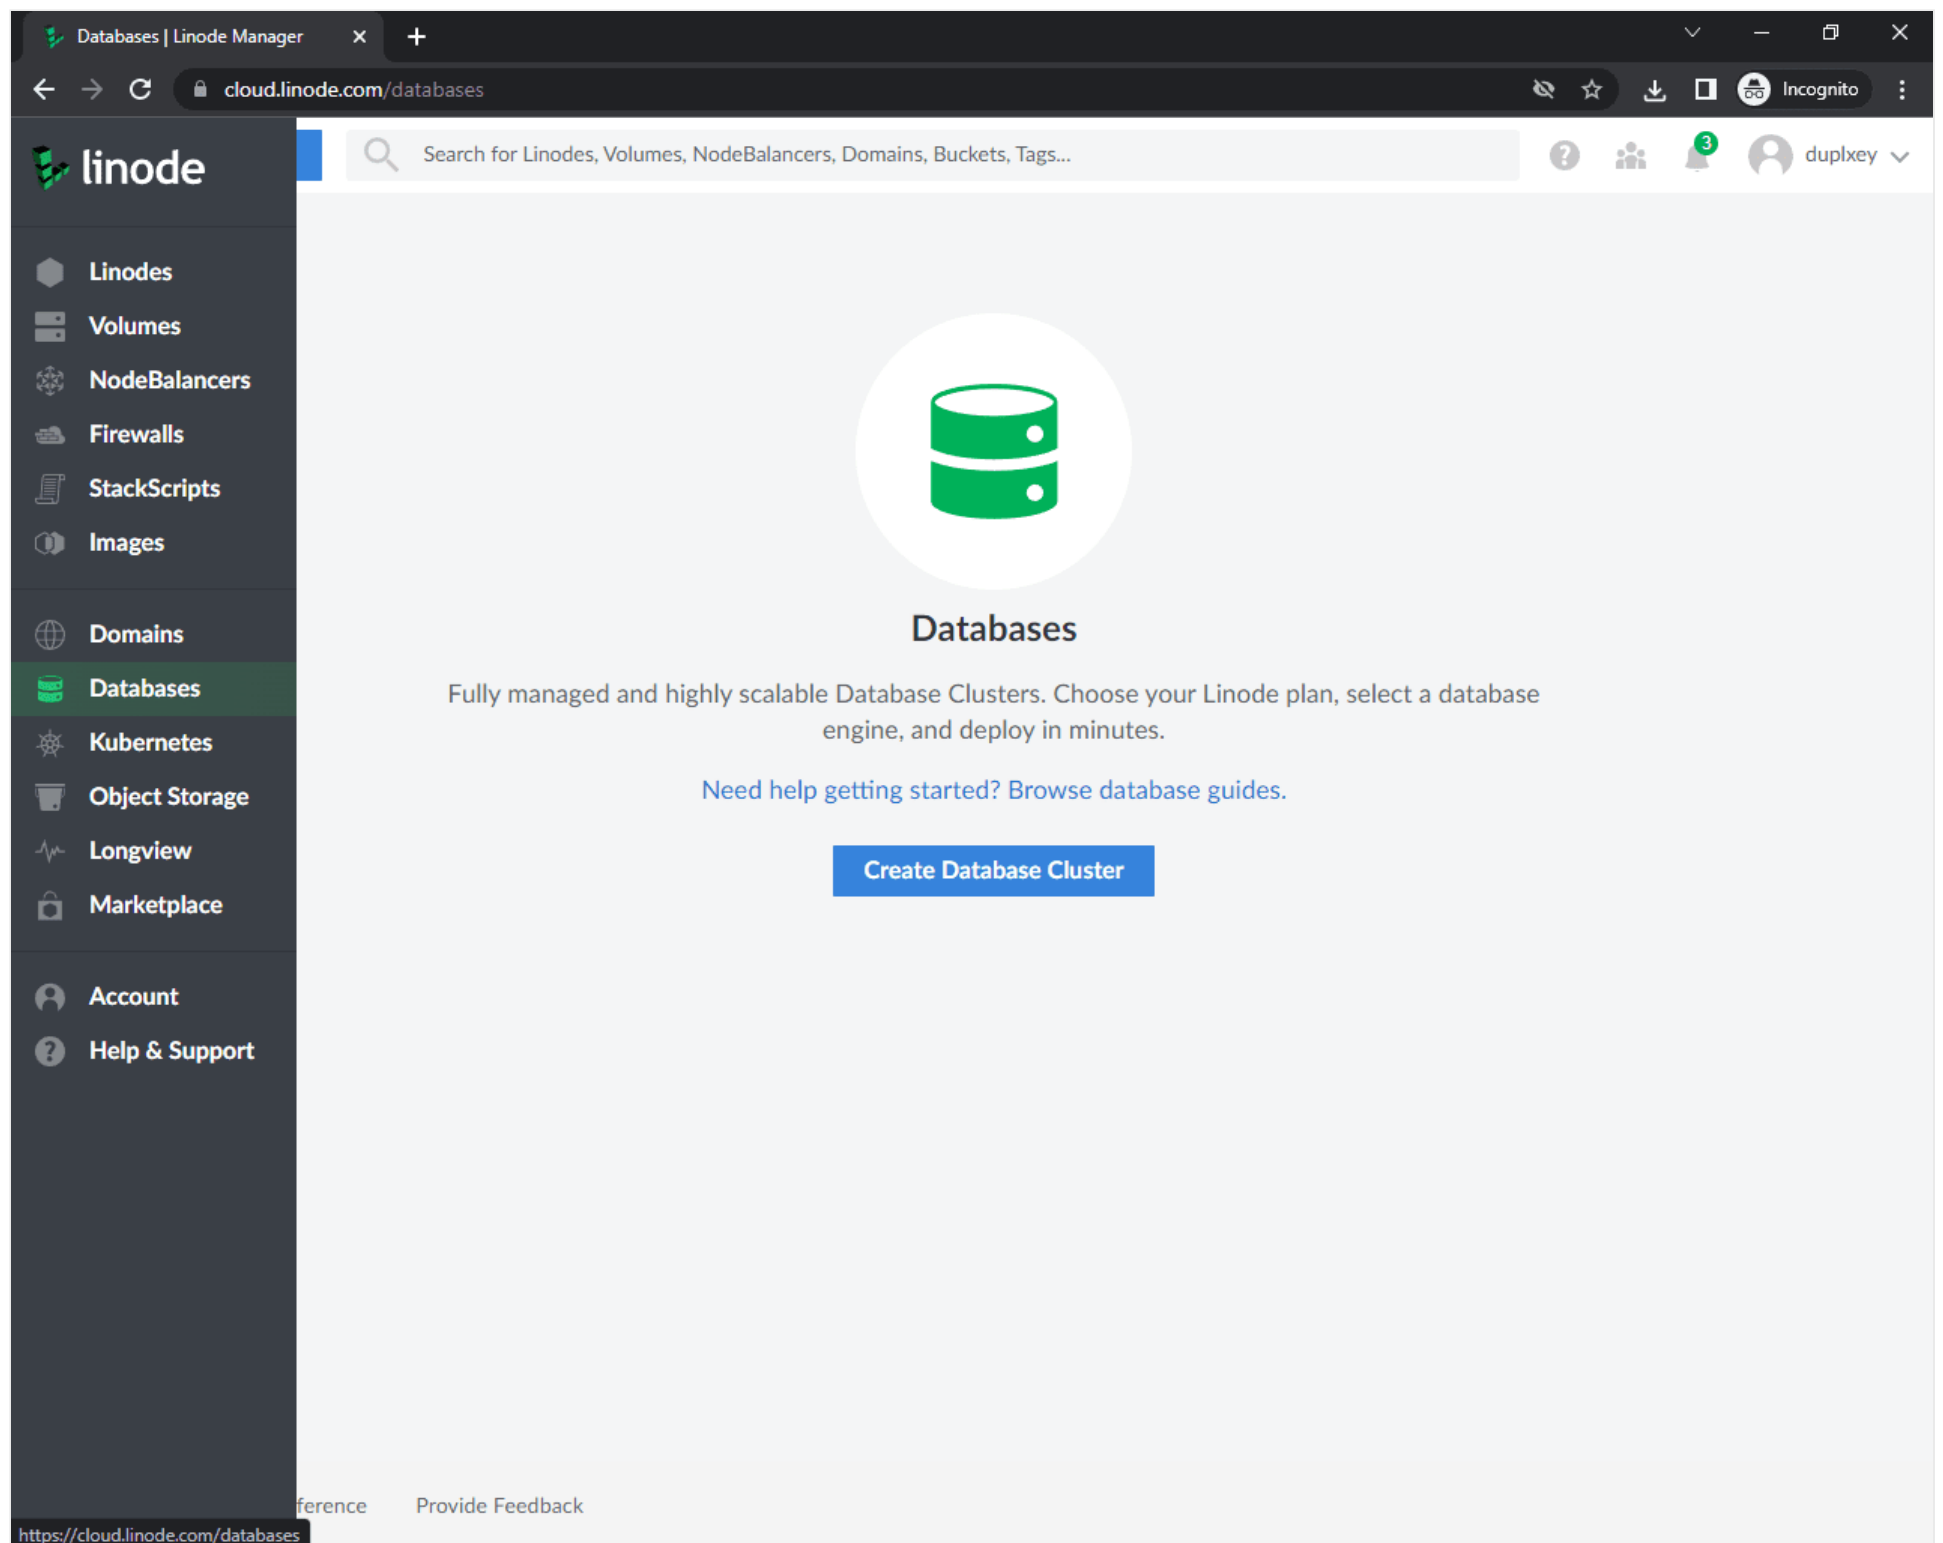 Databases | Linode Manager
cloud.linode.com/databases
Incognito
linode
Search for Linodes, Volumes, NodeBalancers, Domains, Buckets, Tags...
3
duplxey
Linodes
Volumes
NodeBalancers
Firewalls
StackScripts
Images
Domains
Databases
Kubernetes
Object Storage
Longview
Marketplace
Account
Help & Support
Databases
Fully managed and highly scalable Database Clusters. Choose your Linode plan, select a database
engine, and deploy in minutes.
Need help getting started? Browse database guides.
Create Database Cluster
ference
Provide Feedback
https://cloud.linode.com/databases